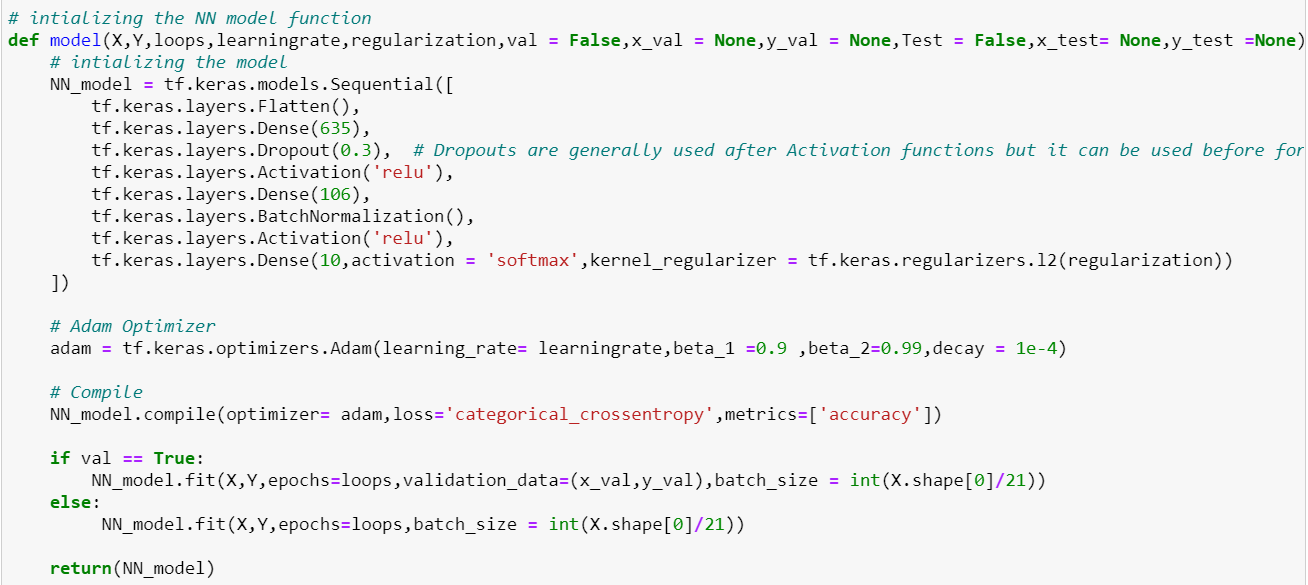 # intializing the NN model function
def model(X,Y,loops,learningrate,regularization,val = False,x_val = None,y_val = None,Test = False,x_test= None,y_test =None)
    # intializing the model
    NN_model = tf.keras.models.Sequential([
        tf.keras.layers.Flatten(),
        tf.keras.layers.Dense(635),
        tf.keras.layers.Dropout(0.3),  # Dropouts are generally used after Activation functions but it can be used before for
        tf.keras.layers.Activation('relu'),
        tf.keras.layers.Dense(106),
        tf.keras.layers.BatchNormalization(),
        tf.keras.layers.Activation('relu'),
        tf.keras.layers.Dense(10,activation = 'softmax',kernel_regularizer = tf.keras.regularizers.l2(regularization))
    ])
    # Adam Optimizer
    adam = tf.keras.optimizers.Adam(learning_rate= learningrate,beta_1 =0.9 ,beta_2=0.99,decay = 1e-4)
    # Compile
    NN_model.compile(optimizer= adam,loss='categorical_crossentropy',metrics=['accuracy'])
    if val == True:
        NN_model.fit(X,Y,epochs=loops,validation_data=(x_val,y_val),batch_size = int(X.shape[0]/21))
    else:
         NN_model.fit(X,Y,epochs=loops,batch_size = int(X.shape[0]/21))
    return(NN_model)